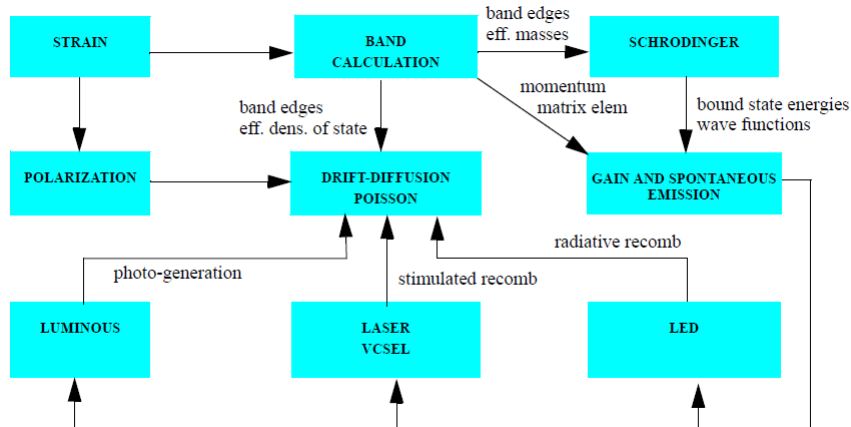 STRAIN
BAND
CALCULATION
band edges
eff. masses
SCHRODINGER
band edges
eff. dens. of state
momentum
matrix elem
bound state energies
wave functions
POLARIZATION
DRIFT-DIFFUSION
POISSON
GAIN AND SPONTANEOUS
EMISSION
photo-generation
stimulated recomb
radiative recomb
LUMINOUS
LASER
VCSEL
LED